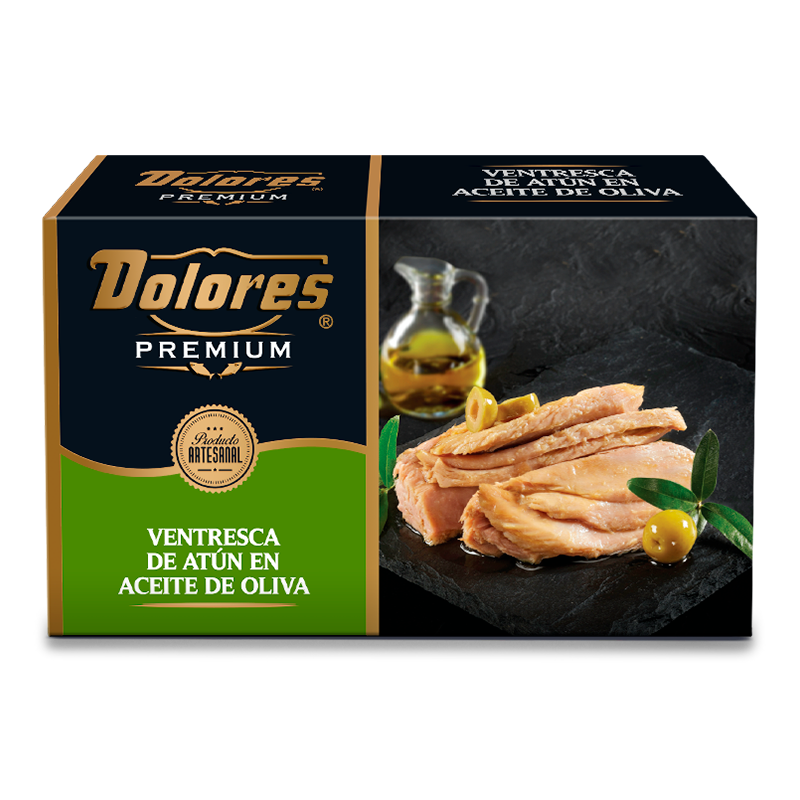 Dolores ®
PREMIUM
VENTRESCA
DE ATÚN EN
ACEITE DE OLIVA
Dolores ®
PREMIUM
Producto
ARTESANAL
VENTRESCA
DE ATÚN EN
ACEITE DE OLIVA